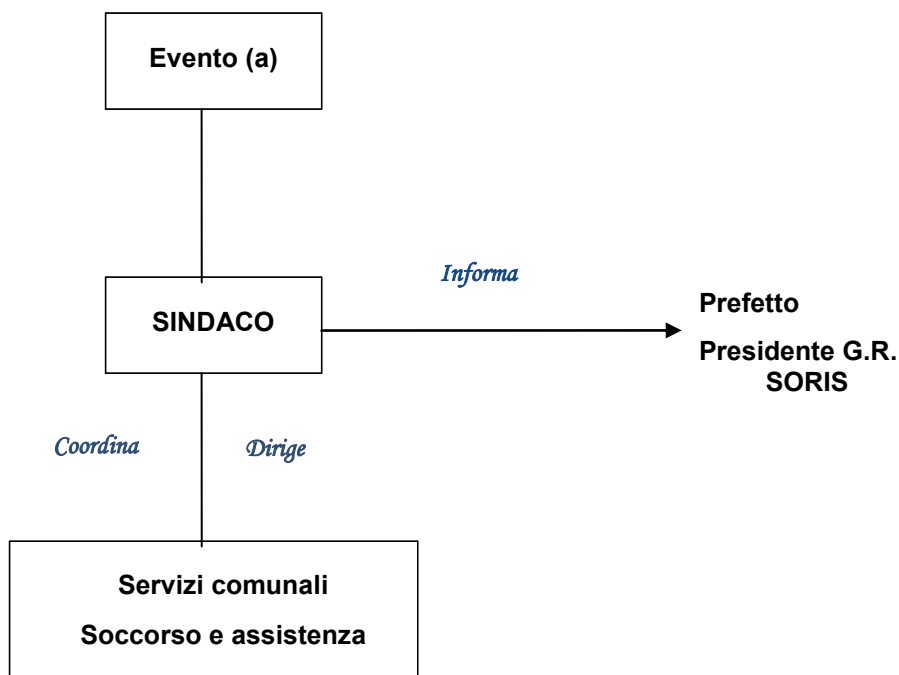 Evento (a)
Informa
SINDACO
Prefetto
Presidente G.R.
SORIS
Coordina
Dirige
Servizi comunali
Soccorso e assistenza